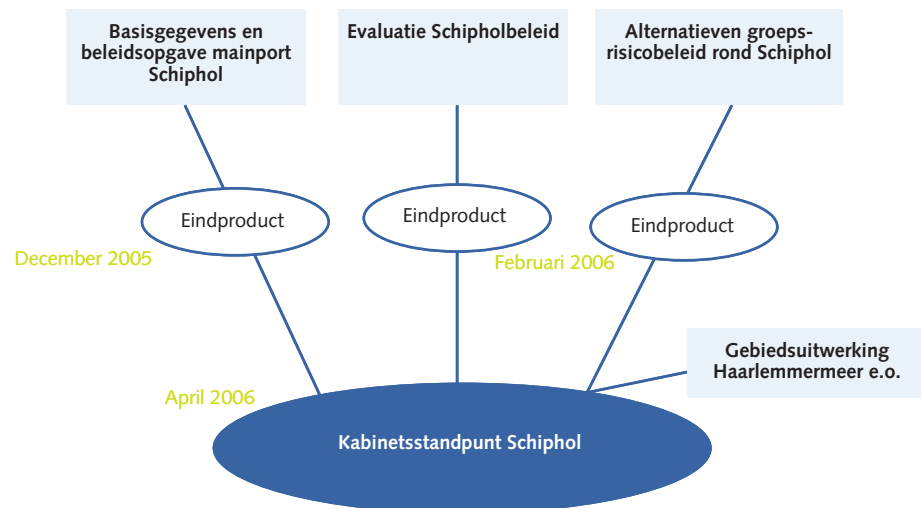 Basisgegevens en
beleidsopgave mainport
Schiphol
Evaluatie Schipholbeleid
Alternatieven groeps-
risicobeleid rond Schiphol
Eindproduct
Eindproduct
Eindproduct
December 2005
Februari 2006
Gebiedsuitwerking
Haarlemmermeer e.o.
April 2006
Kabinetsstandpunt Schiphol